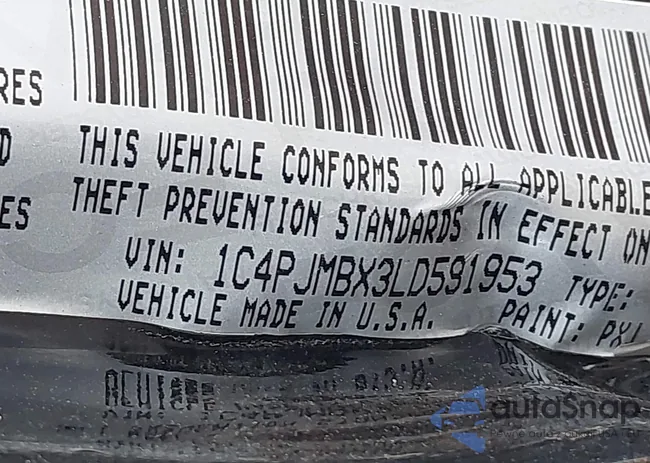 RES
THIS VEHICLE CONFORMS TO ALL APPLICABLE
THEFT PREVENTION STANDARDS IN EFFECT ON
ES
VIN: 1C4PJMBX3LD591953 TYPE:
VEHICLE MADE IN U.S.A. PAINT: PXJ
autoSnap